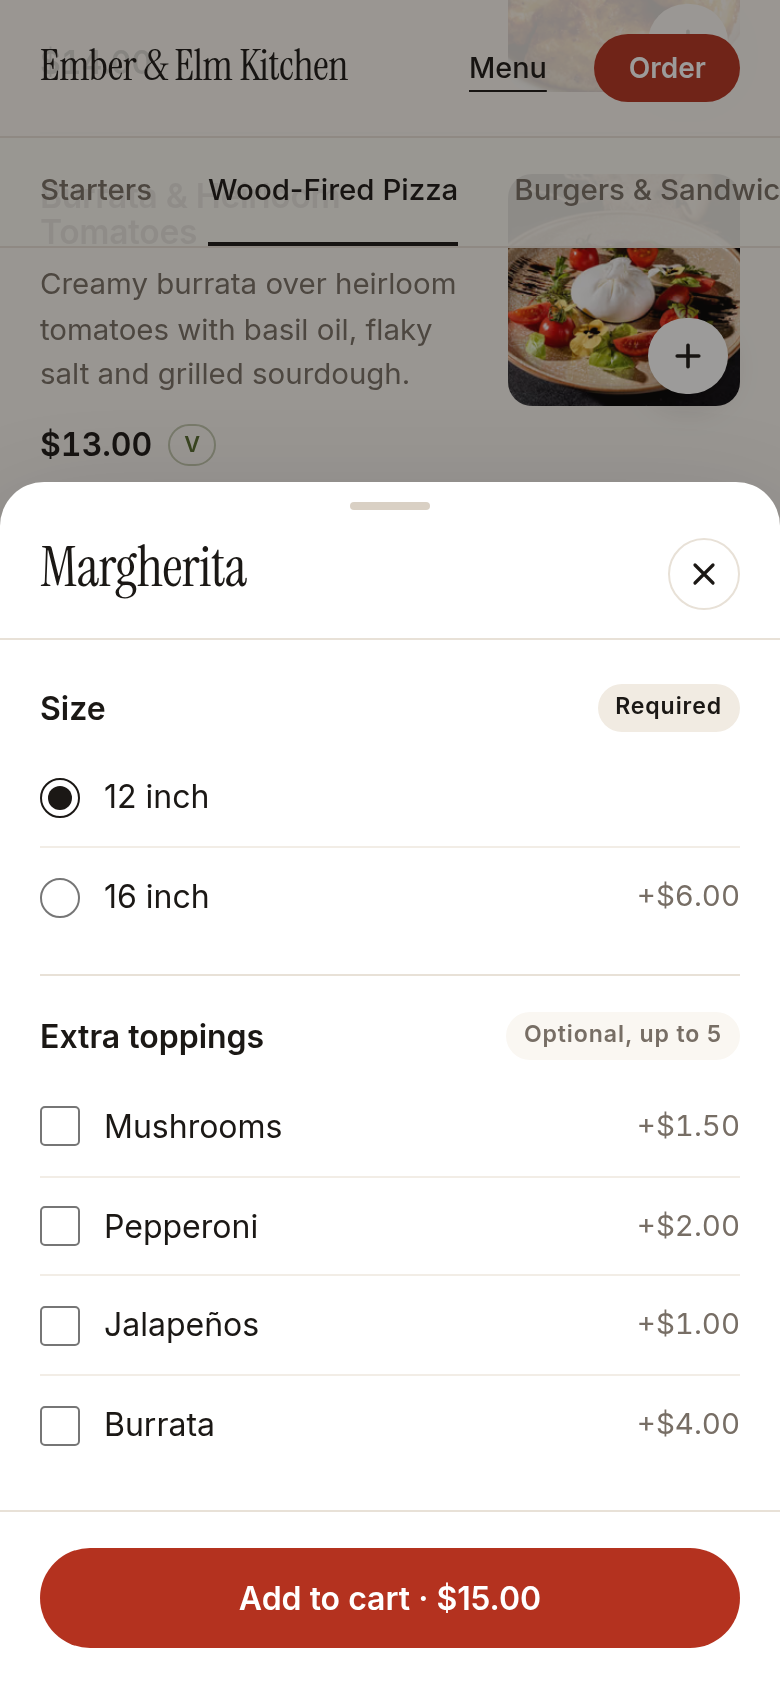 Ember & Elm Kitchen
Menu
Order
Starters
Wood-Fired Pizza
Burgers & Sandwic
Burrata & Heirloom
Tomatoes
Creamy burrata over heirloom
tomatoes with basil oil, flaky
salt and grilled sourdough.
$13.00
V
Margherita
Size
Required
12 inch
16 inch
+$6.00
Extra toppings
Optional, up to 5
Mushrooms
+$1.50
Pepperoni
+$2.00
Jalapeños
+$1.00
Burrata
+$4.00
Add to cart · $15.00